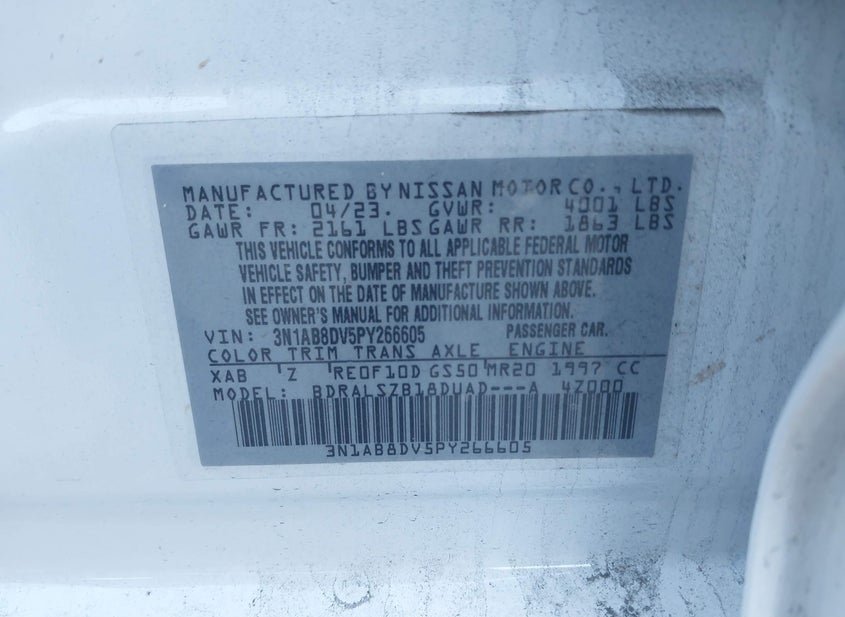 MANUFACTURED BY NISSAN MOTOR CO., LTD.
DATE: 04/23. GVWR: 4001 LBS
GAWR FR: 2161 LBS GAWR RR: 1863 LBS
THIS VEHICLE CONFORMS TO ALL APPLICABLE FEDERAL MOTOR
VEHICLE SAFETY, BUMPER AND THEFT PREVENTION STANDARDS
IN EFFECT ON THE DATE OF MANUFACTURE SHOWN ABOVE.
SEE OWNER'S MANUAL FOR ADDITIONAL INFORMATION.
VIN: 3N1AB8DV5PY266605 PASSENGER CAR.
COLOR TRIM TRANS AXLE ENGINE
XAB Z RE0F10D GS50 MR20 1997 CC
MODEL: BDRALSZB18DUAD---A 4Z000
3N1AB8DV5PY266605